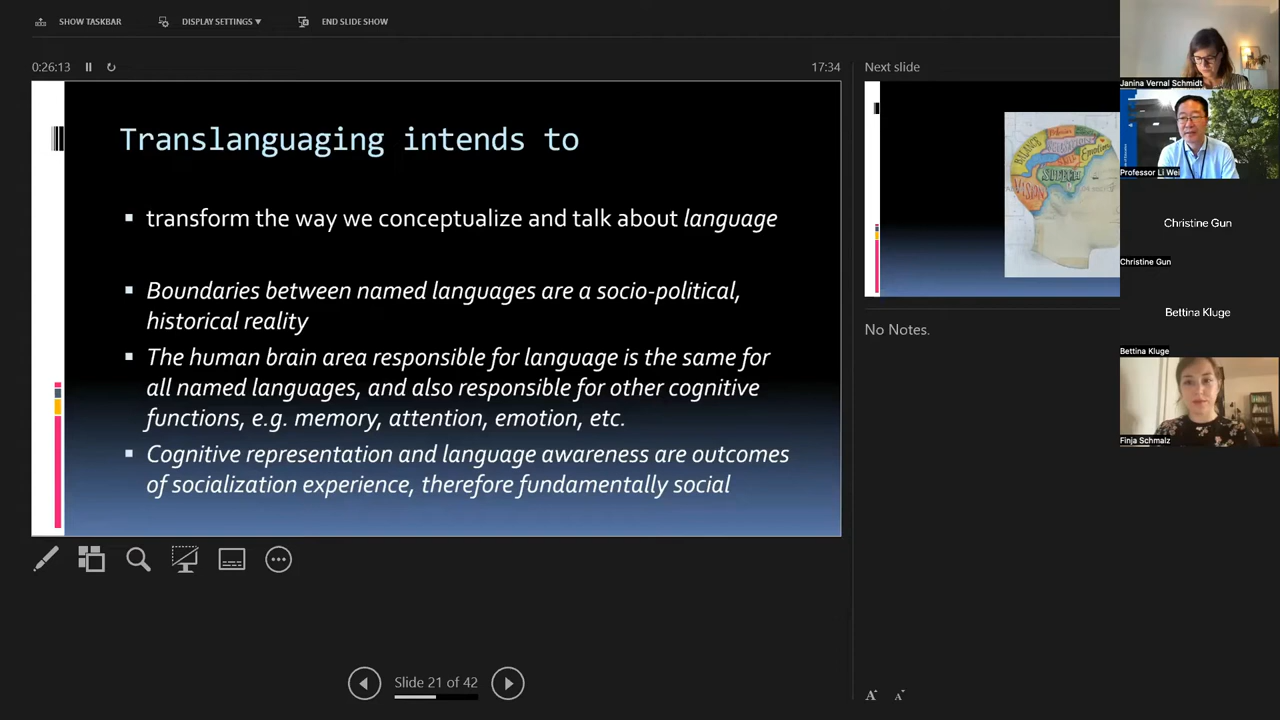 SHOW TASKBAR
DISPLAY SETTINGS ▼
END SLIDE SHOW
0:26:13
17:34
Next slide
Translanguaging intends to
▪ transform the way we conceptualize and talk about language
▪ Boundaries between named languages are a socio-political,
historical reality
▪ The human brain area responsible for language is the same for
all named languages, and also responsible for other cognitive
functions, e.g. memory, attention, emotion, etc.
▪ Cognitive representation and language awareness are outcomes
of socialization experience, therefore fundamentally social
BALANCE
Emotion
SPEECH
VISION
No Notes.
Slide 21 of 42
A A
Janina Vernal Schmidt
Professor Li Wei
Christine Gun
Christine Gun
Bettina Kluge
Bettina Kluge
Finja Schmalz